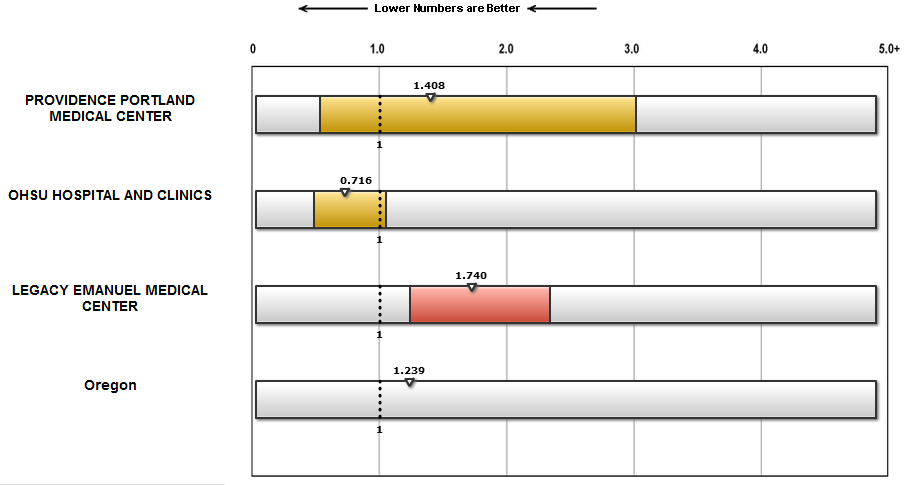 Lower Numbers are Better
0 1.0 2.0 3.0 4.0 5.0+
PROVIDENCE PORTLAND
MEDICAL CENTER
1.408
1
OHSU HOSPITAL AND CLINICS
0.716
1
LEGACY EMANUEL MEDICAL
CENTER
1.740
1
Oregon
1.239
1